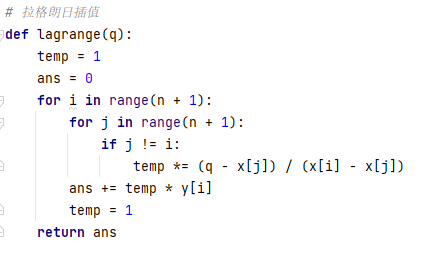 # 拉格朗日插值
def lagrange(q):
    temp = 1
    ans = 0
    for i in range(n + 1):
        for j in range(n + 1):
            if j != i:
                temp *= (q - x[j]) / (x[i] - x[j])
        ans += temp * y[i]
        temp = 1
    return ans